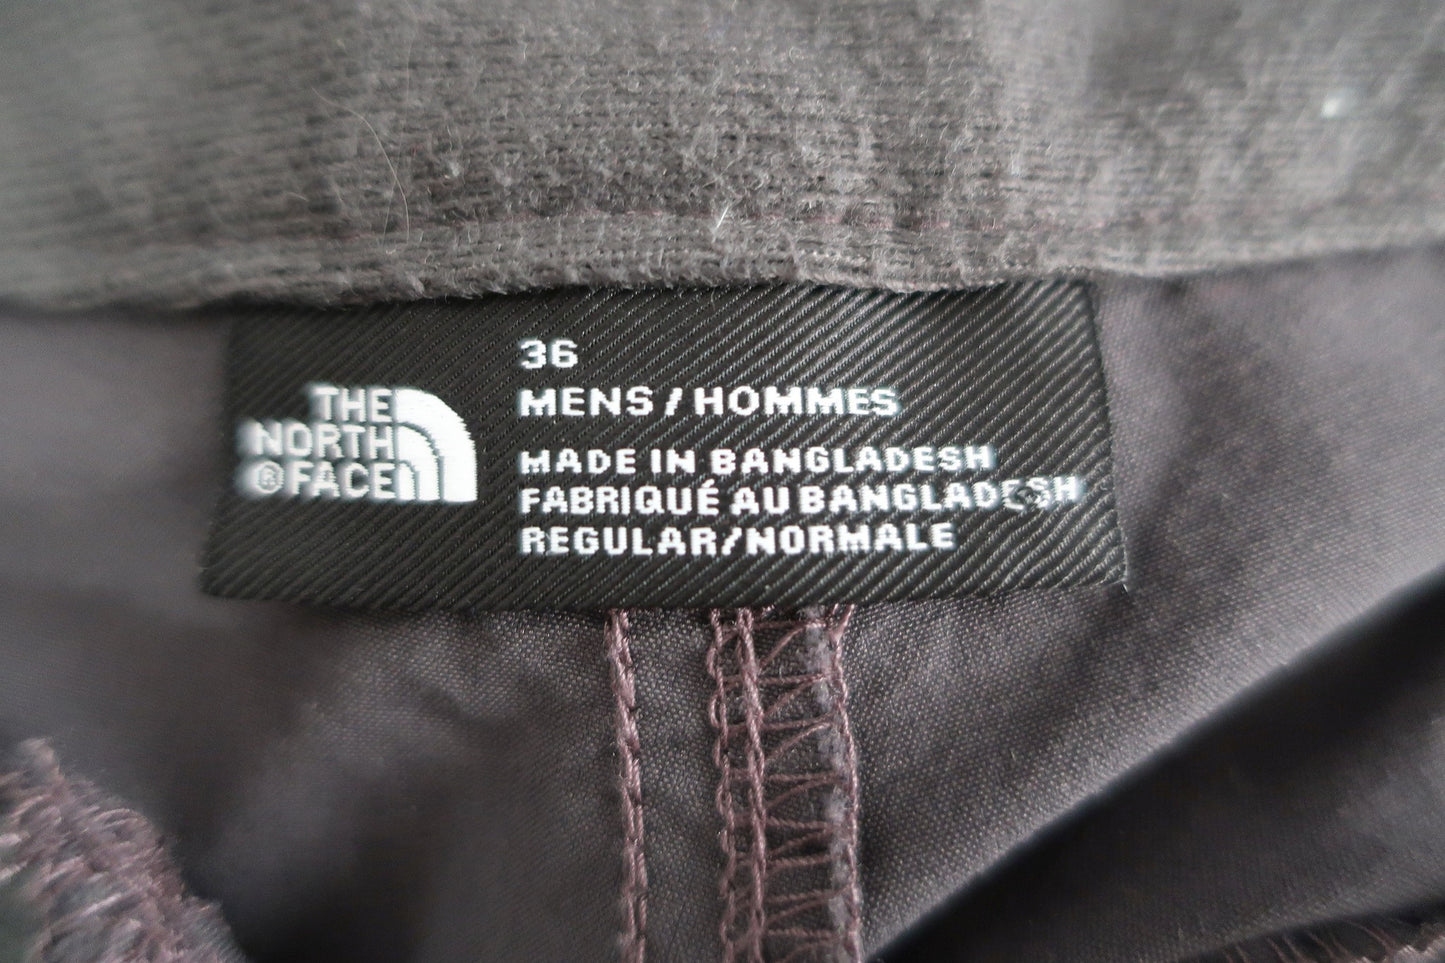 THE
NORTH
® FACE
36
MENS / HOMMES
MADE IN BANGLADESH
FABRIQUÉ AU BANGLADESH
REGULAR/NORMALE